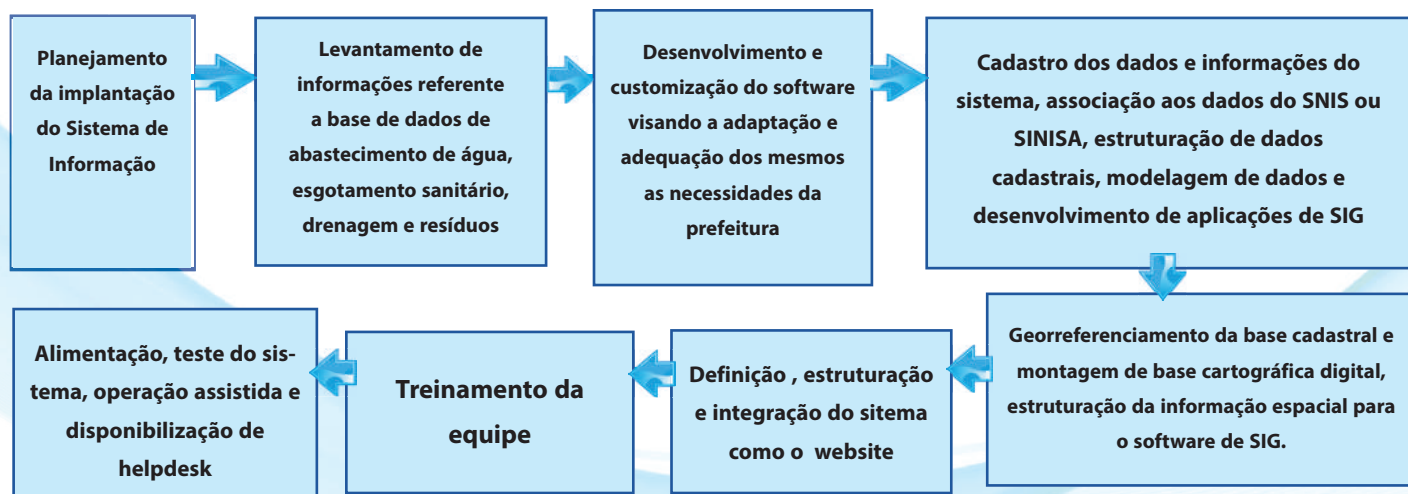 Planejamento
da implantação
do Sistema de
Informação
Levantamento de
informações referente
a base de dados de
abastecimento de água,
esgotamento sanitário,
drenagem e resíduos
Desenvolvimento e
customização do software
visando a adaptação e
adequação dos mesmos
as necessidades da
prefeitura
Cadastro dos dados e informações do
sistema, associação aos dados do SNIS ou
SINISA, estruturação de dados
cadastrais, modelagem de dados e
desenvolvimento de aplicações de SIG
Georreferenciamento da base cadastral e
montagem de base cartográfica digital,
estruturação da informação espacial para
o software de SIG.
Definição , estruturação
e integração do sitema
como o website
Treinamento da
equipe
Alimentação, teste do sis-
tema, operação assistida e
disponibilização de
helpdesk